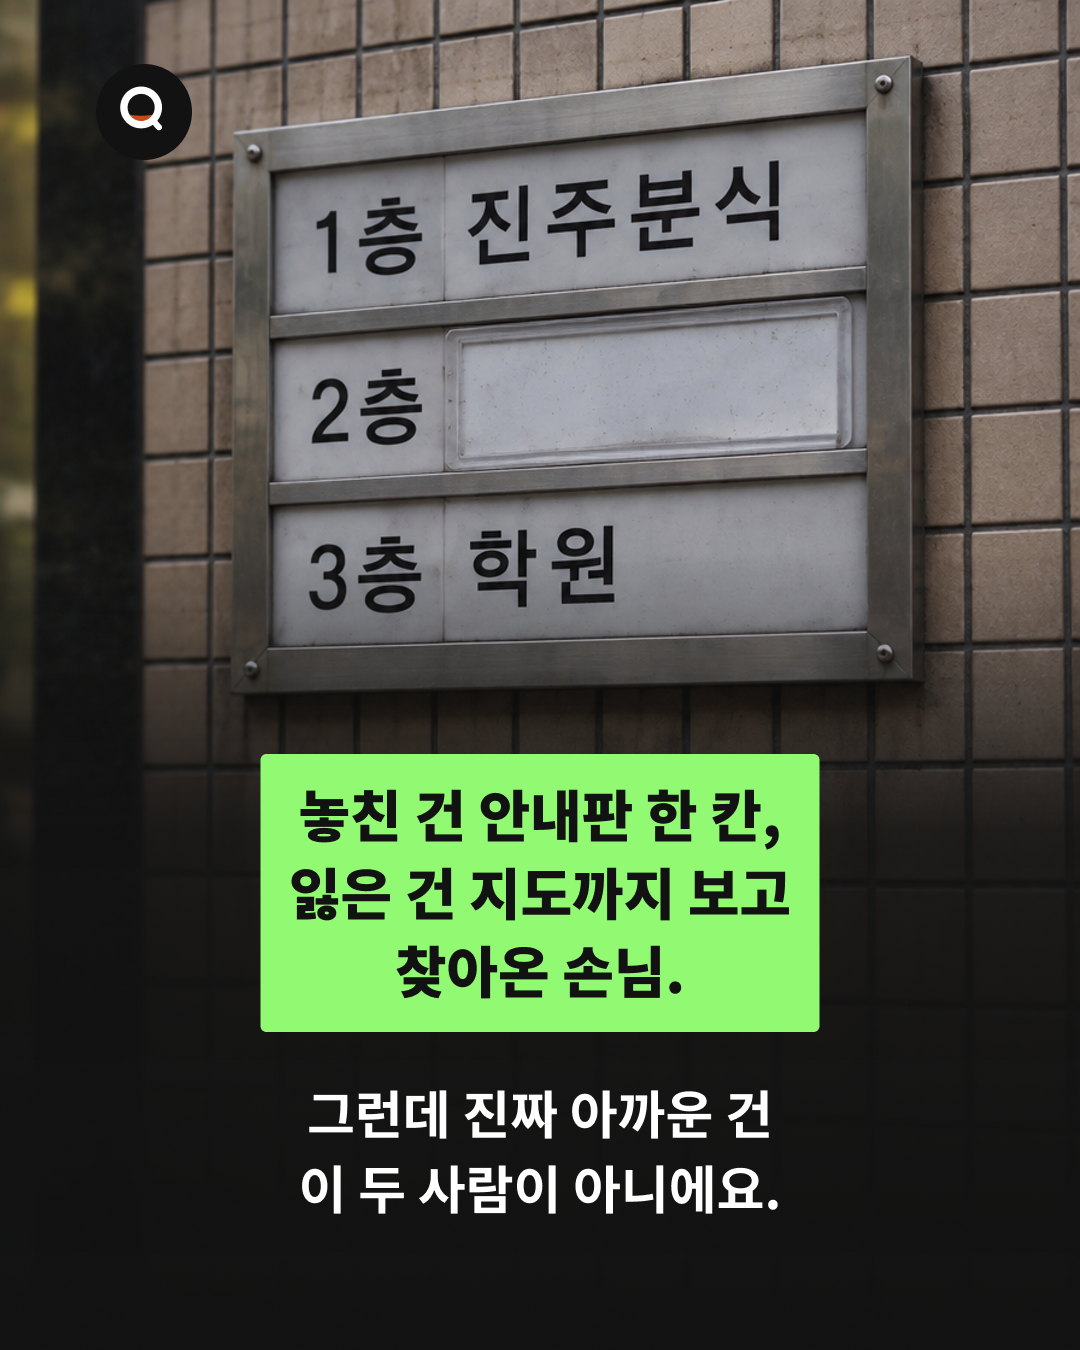 1층 진주분식
2층
3층 학원
놓친 건 안내판 한 칸,
잃은 건 지도까지 보고
찾아온 손님.
그런데 진짜 아까운 건
이 두 사람이 아니에요.